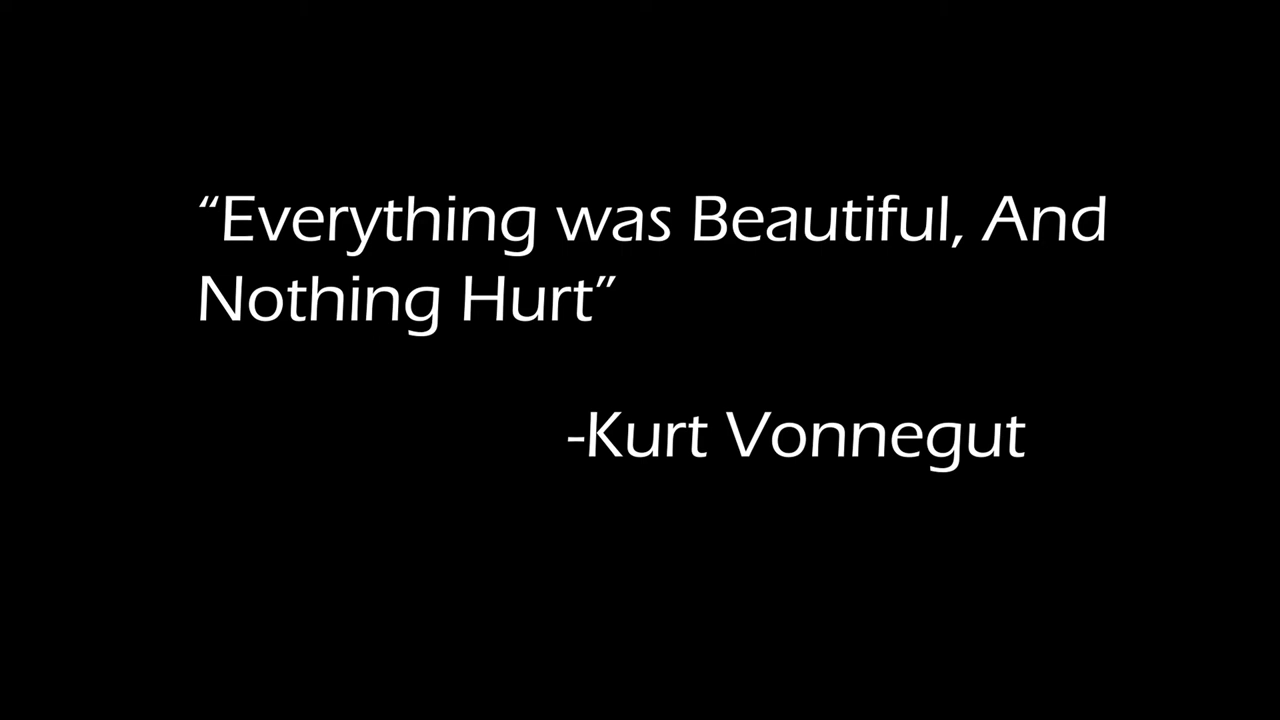 “Everything was Beautiful, And
Nothing Hurt”
-Kurt Vonnegut